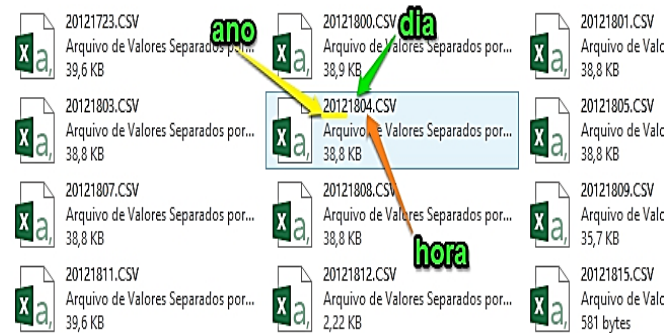 ano
dia
hora
20121723.CSV
Arquivo de Valores Separados por...
39,6 KB
20121800.CSV
Arquivo de Valores Separados por...
38,9 KB
20121801.CSV
Arquivo de Valo
38,8 KB
20121803.CSV
Arquivo de Valores Separados por...
38,8 KB
20121804.CSV
Arquivo de Valores Separados por...
38,8 KB
20121805.CSV
Arquivo de Valo
38,8 KB
20121807.CSV
Arquivo de Valores Separados por...
38,8 KB
20121808.CSV
Arquivo de Valores Separados por...
38,8 KB
20121809.CSV
Arquivo de Valo
35,7 KB
20121811.CSV
Arquivo de Valores Separados por...
39,6 KB
20121812.CSV
Arquivo de Valores Separados por...
2,22 KB
20121815.CSV
Arquivo de Valo
581 bytes